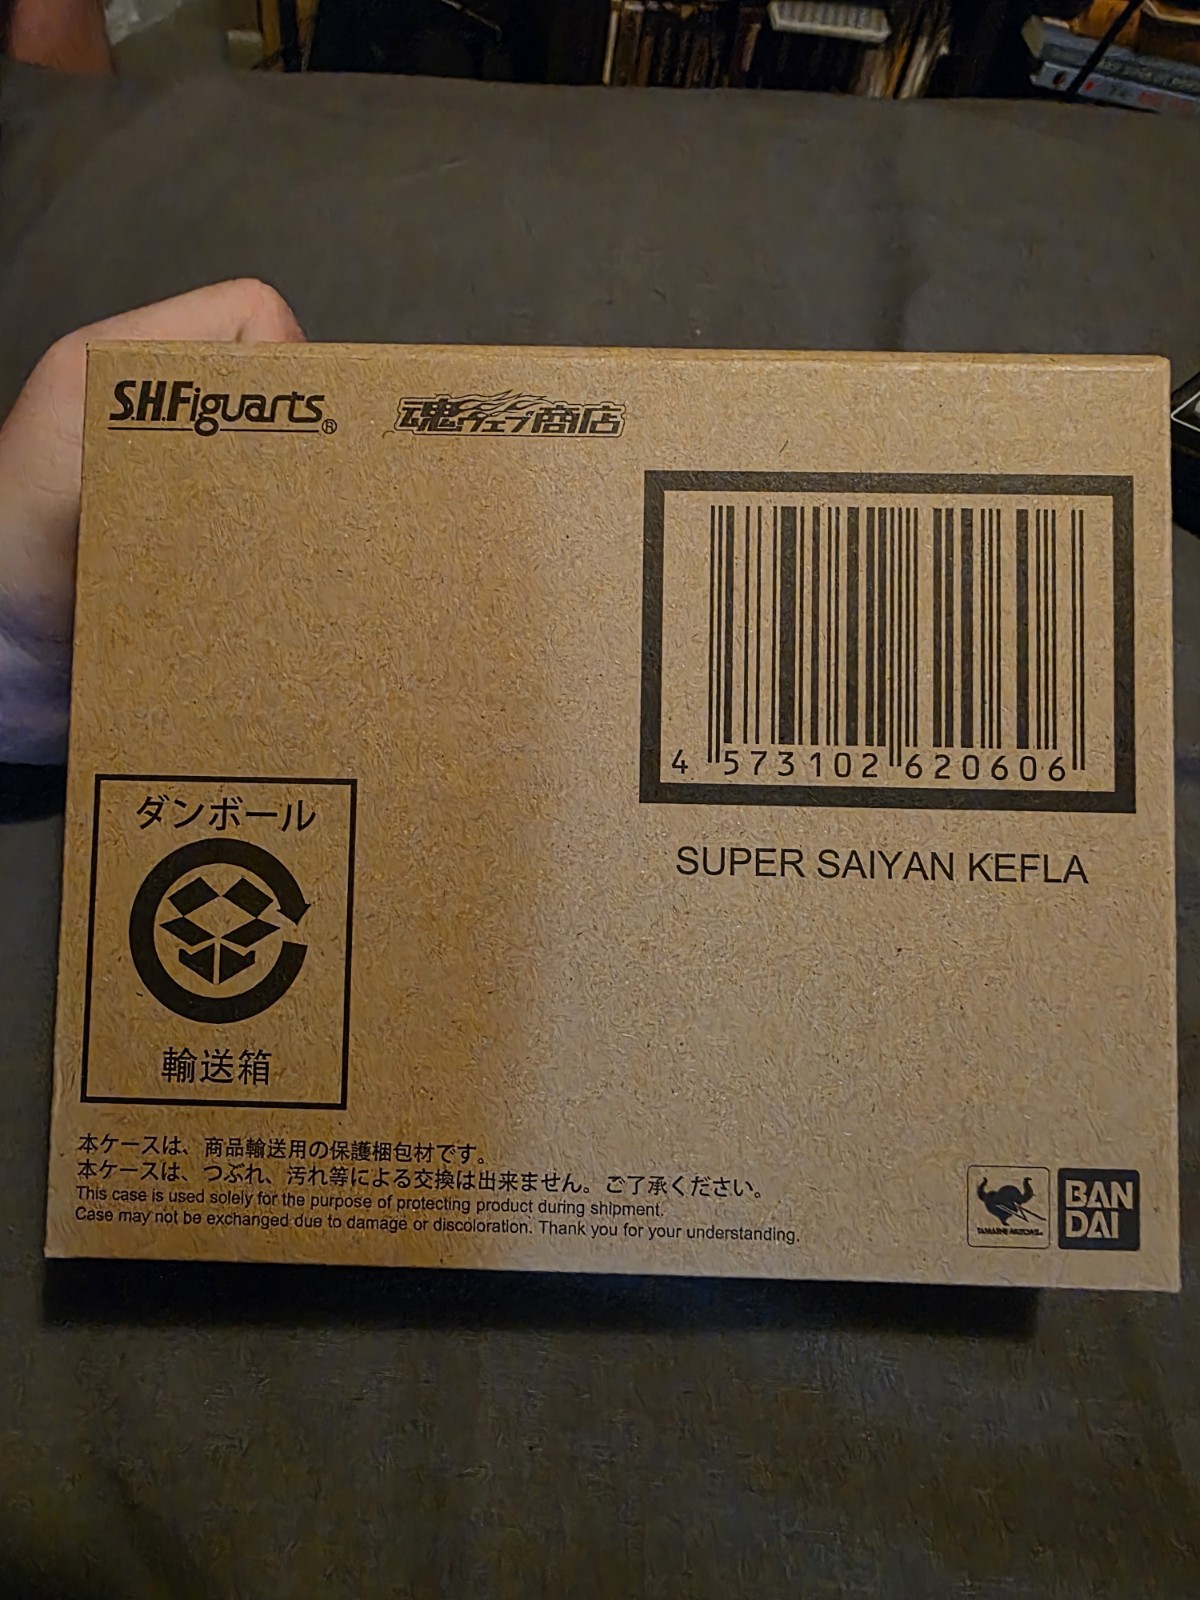 S.H.Figuarts®
魂ウェブ商店
4 573102 620606
SUPER SAIYAN KEFLA
ダンボール
輸送箱
本ケースは、商品輸送用の保護梱包材です。
本ケースは、つぶれ、汚れ等による交換は出来ません。ご了承ください。
This case is used solely for the purpose of protecting product during shipment.
Case may not be exchanged due to damage or discoloration. Thank you for your understanding.
TAMASHII NATIONS
BAN
DAI